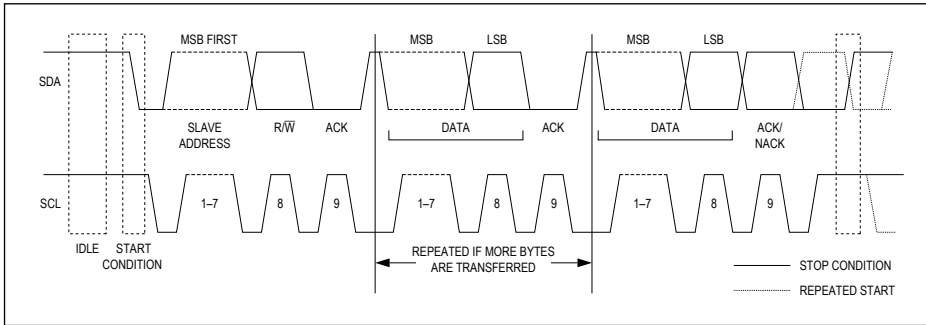 MSB FIRST
MSB
LSB
MSB
LSB
SDA
SLAVE
ADDRESS
R/W̅
ACK
DATA
ACK
DATA
ACK/
NACK
SCL
1–7
8
9
1–7
8
9
1–7
8
9
IDLE
START
CONDITION
REPEATED IF MORE BYTES
ARE TRANSFERRED
STOP CONDITION
REPEATED START